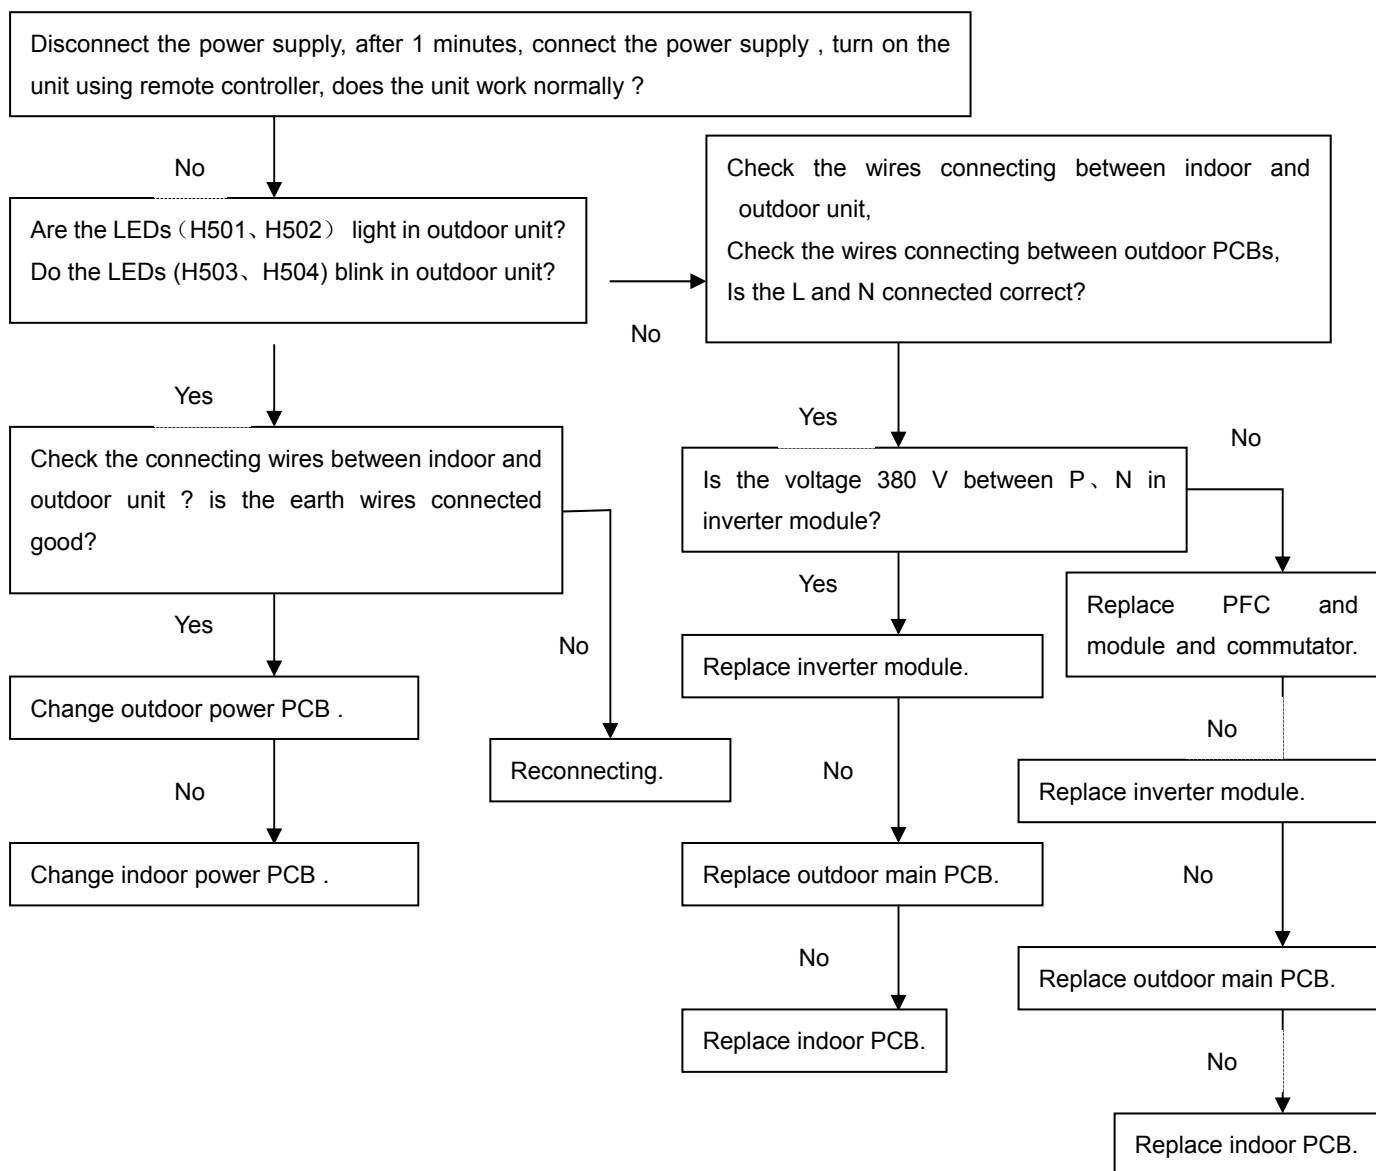 Disconnect the power supply, after 1 minutes, connect the power supply , turn on the
unit using remote controller, does the unit work normally ?
No
Are the LEDs（H501、H502） light in outdoor unit?
Do the LEDs (H503、H504) blink in outdoor unit?
No
Check the wires connecting between indoor and
outdoor unit,
Check the wires connecting between outdoor PCBs,
Is the L and N connected correct?
Yes
Check the connecting wires between indoor and
outdoor unit ? is the earth wires connected
good?
Yes
No
Change outdoor power PCB .
Reconnecting.
No
Change indoor power PCB .
Yes
No
Is the voltage 380 V between P、N in
inverter module?
Yes
Replace inverter module.
No
Replace outdoor main PCB.
No
Replace indoor PCB.
Replace PFC and
module and commutator.
No
Replace inverter module.
No
Replace outdoor main PCB.
No
Replace indoor PCB.